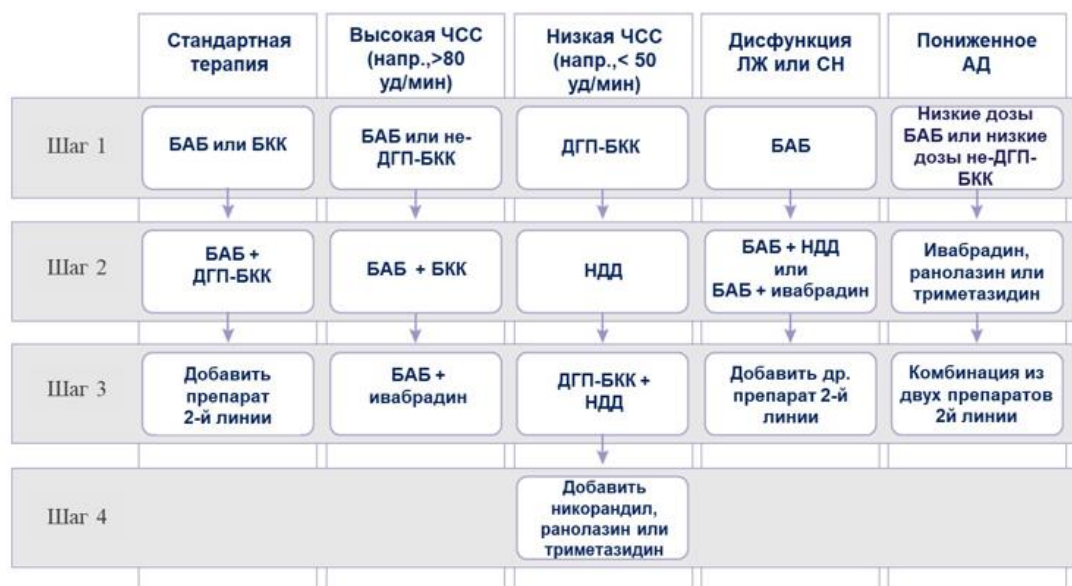 Стандартная
терапия
Высокая ЧСС
(напр.,>80
уд/мин)
Низкая ЧСС
(напр.,< 50
уд/мин)
Дисфункция
ЛЖ или СН
Пониженное
АД
Шаг 1
БАБ или БКК
БАБ или не-
ДГП-БКК
ДГП-БКК
БАБ
Низкие дозы
БАБ или низкие
дозы не-ДГП-
БКК
Шаг 2
БАБ +
ДГП-БКК
БАБ + БКК
НДД
БАБ + НДД
или
БАБ + ивабрадин
Ивабрадин,
ранолазин или
триметазидин
Шаг 3
Добавить
препарат
2-й линии
БАБ +
ивабрадин
ДГП-БКК +
НДД
Добавить др.
препарат 2-й
линии
Комбинация из
двух препаратов
2й линии
Шаг 4
Добавить
никорандил,
ранолазин или
триметазидин